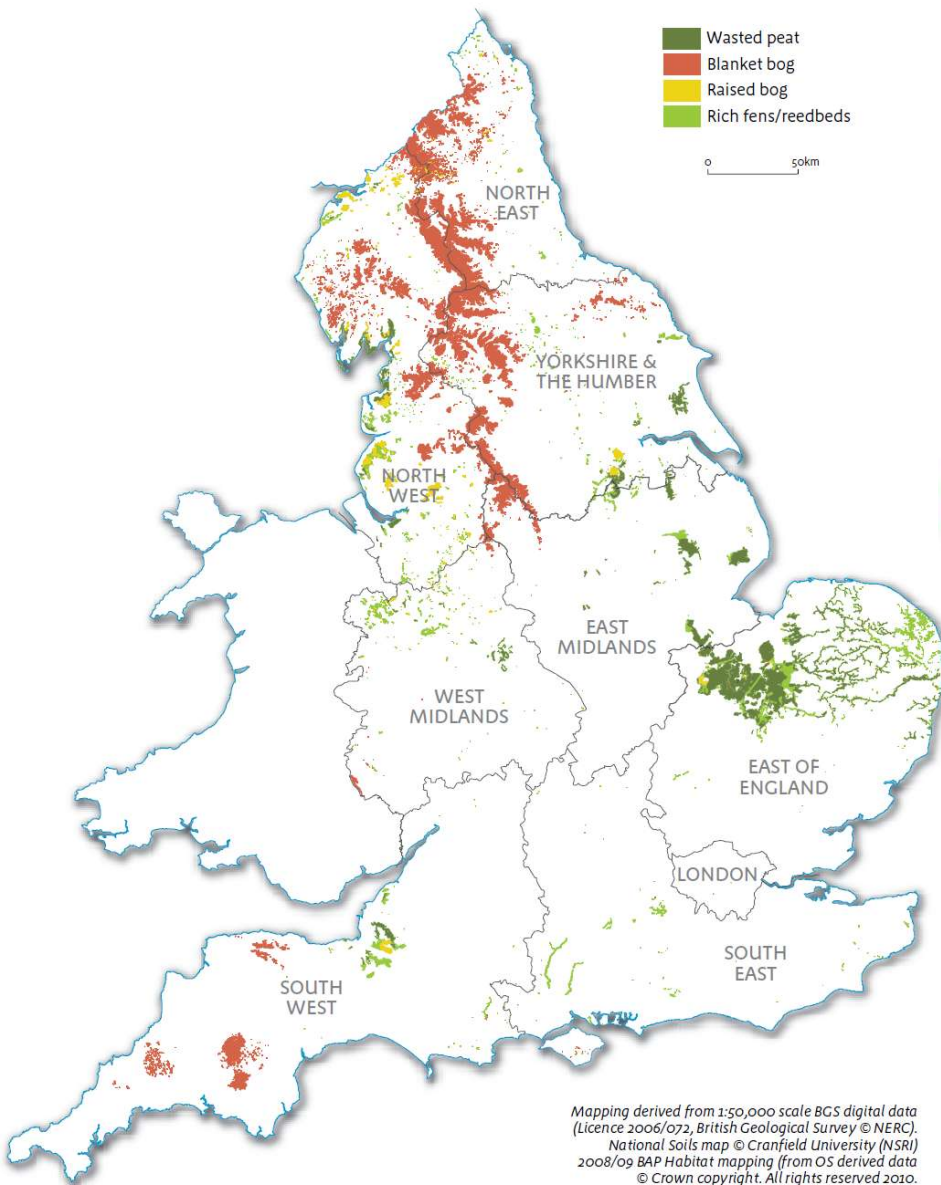 Wasted peat
Blanket bog
Raised bog
Rich fens/reedbeds
0 50km
NORTH
EAST
YORKSHIRE &
THE HUMBER
NORTH
WEST
EAST
MIDLANDS
WEST
MIDLANDS
EAST OF
ENGLAND
LONDON
SOUTH
EAST
SOUTH
WEST
Mapping derived from 1:50,000 scale BGS digital data
(Licence 2006/072, British Geological Survey © NERC).
National Soils map © Cranfield University (NSRI)
2008/09 BAP Habitat mapping (from OS derived data
© Crown copyright. All rights reserved 2010.